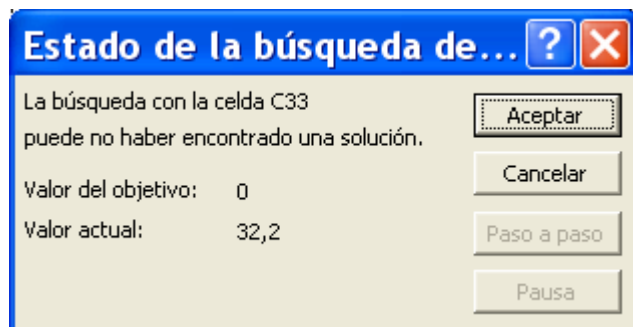 Estado de la búsqueda de... ?
La búsqueda con la celda C33
puede no haber encontrado una solución.
Valor del objetivo: 0
Valor actual: 32,2
Aceptar
Cancelar
Paso a paso
Pausa